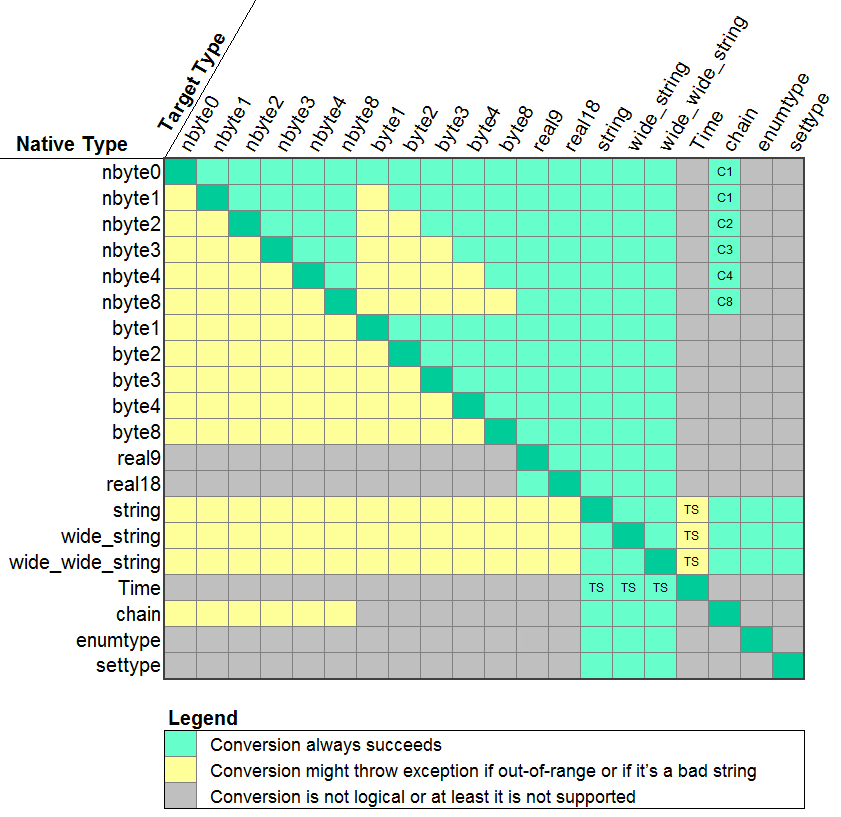 Target Type
nbyte0
nbyte1
nbyte2
nbyte3
nbyte4
nbyte8
byte1
byte2
byte3
byte4
byte8
real9
real18
string
wide_string
wide_wide_string
Time
chain
enumtype
settype
Native Type
nbyte0 C1
nbyte1 C1
nbyte2 C2
nbyte3 C3
nbyte4 C4
nbyte8 C8
byte1
byte2
byte3
byte4
byte8
real9
real18
string TS
wide_string TS
wide_wide_string TS
Time TS TS TS
chain
enumtype
settype
Legend
Conversion always succeeds
Conversion might throw exception if out-of-range or if it's a bad string
Conversion is not logical or at least it is not supported